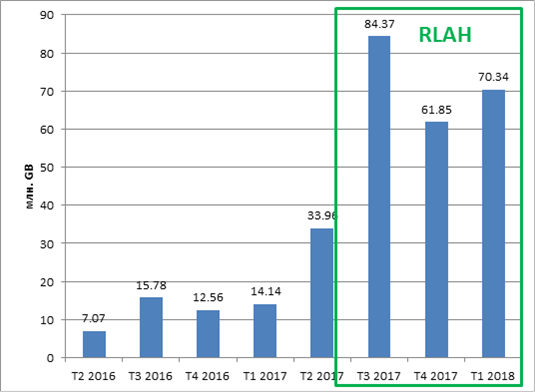 90
80
70
60
50
40
30
20
10
0
млн. GB
RLAH
7.07
15.78
12.56
14.14
33.96
84.37
61.85
70.34
T2 2016
T3 2016
T4 2016
T1 2017
T2 2017
T3 2017
T4 2017
T1 2018